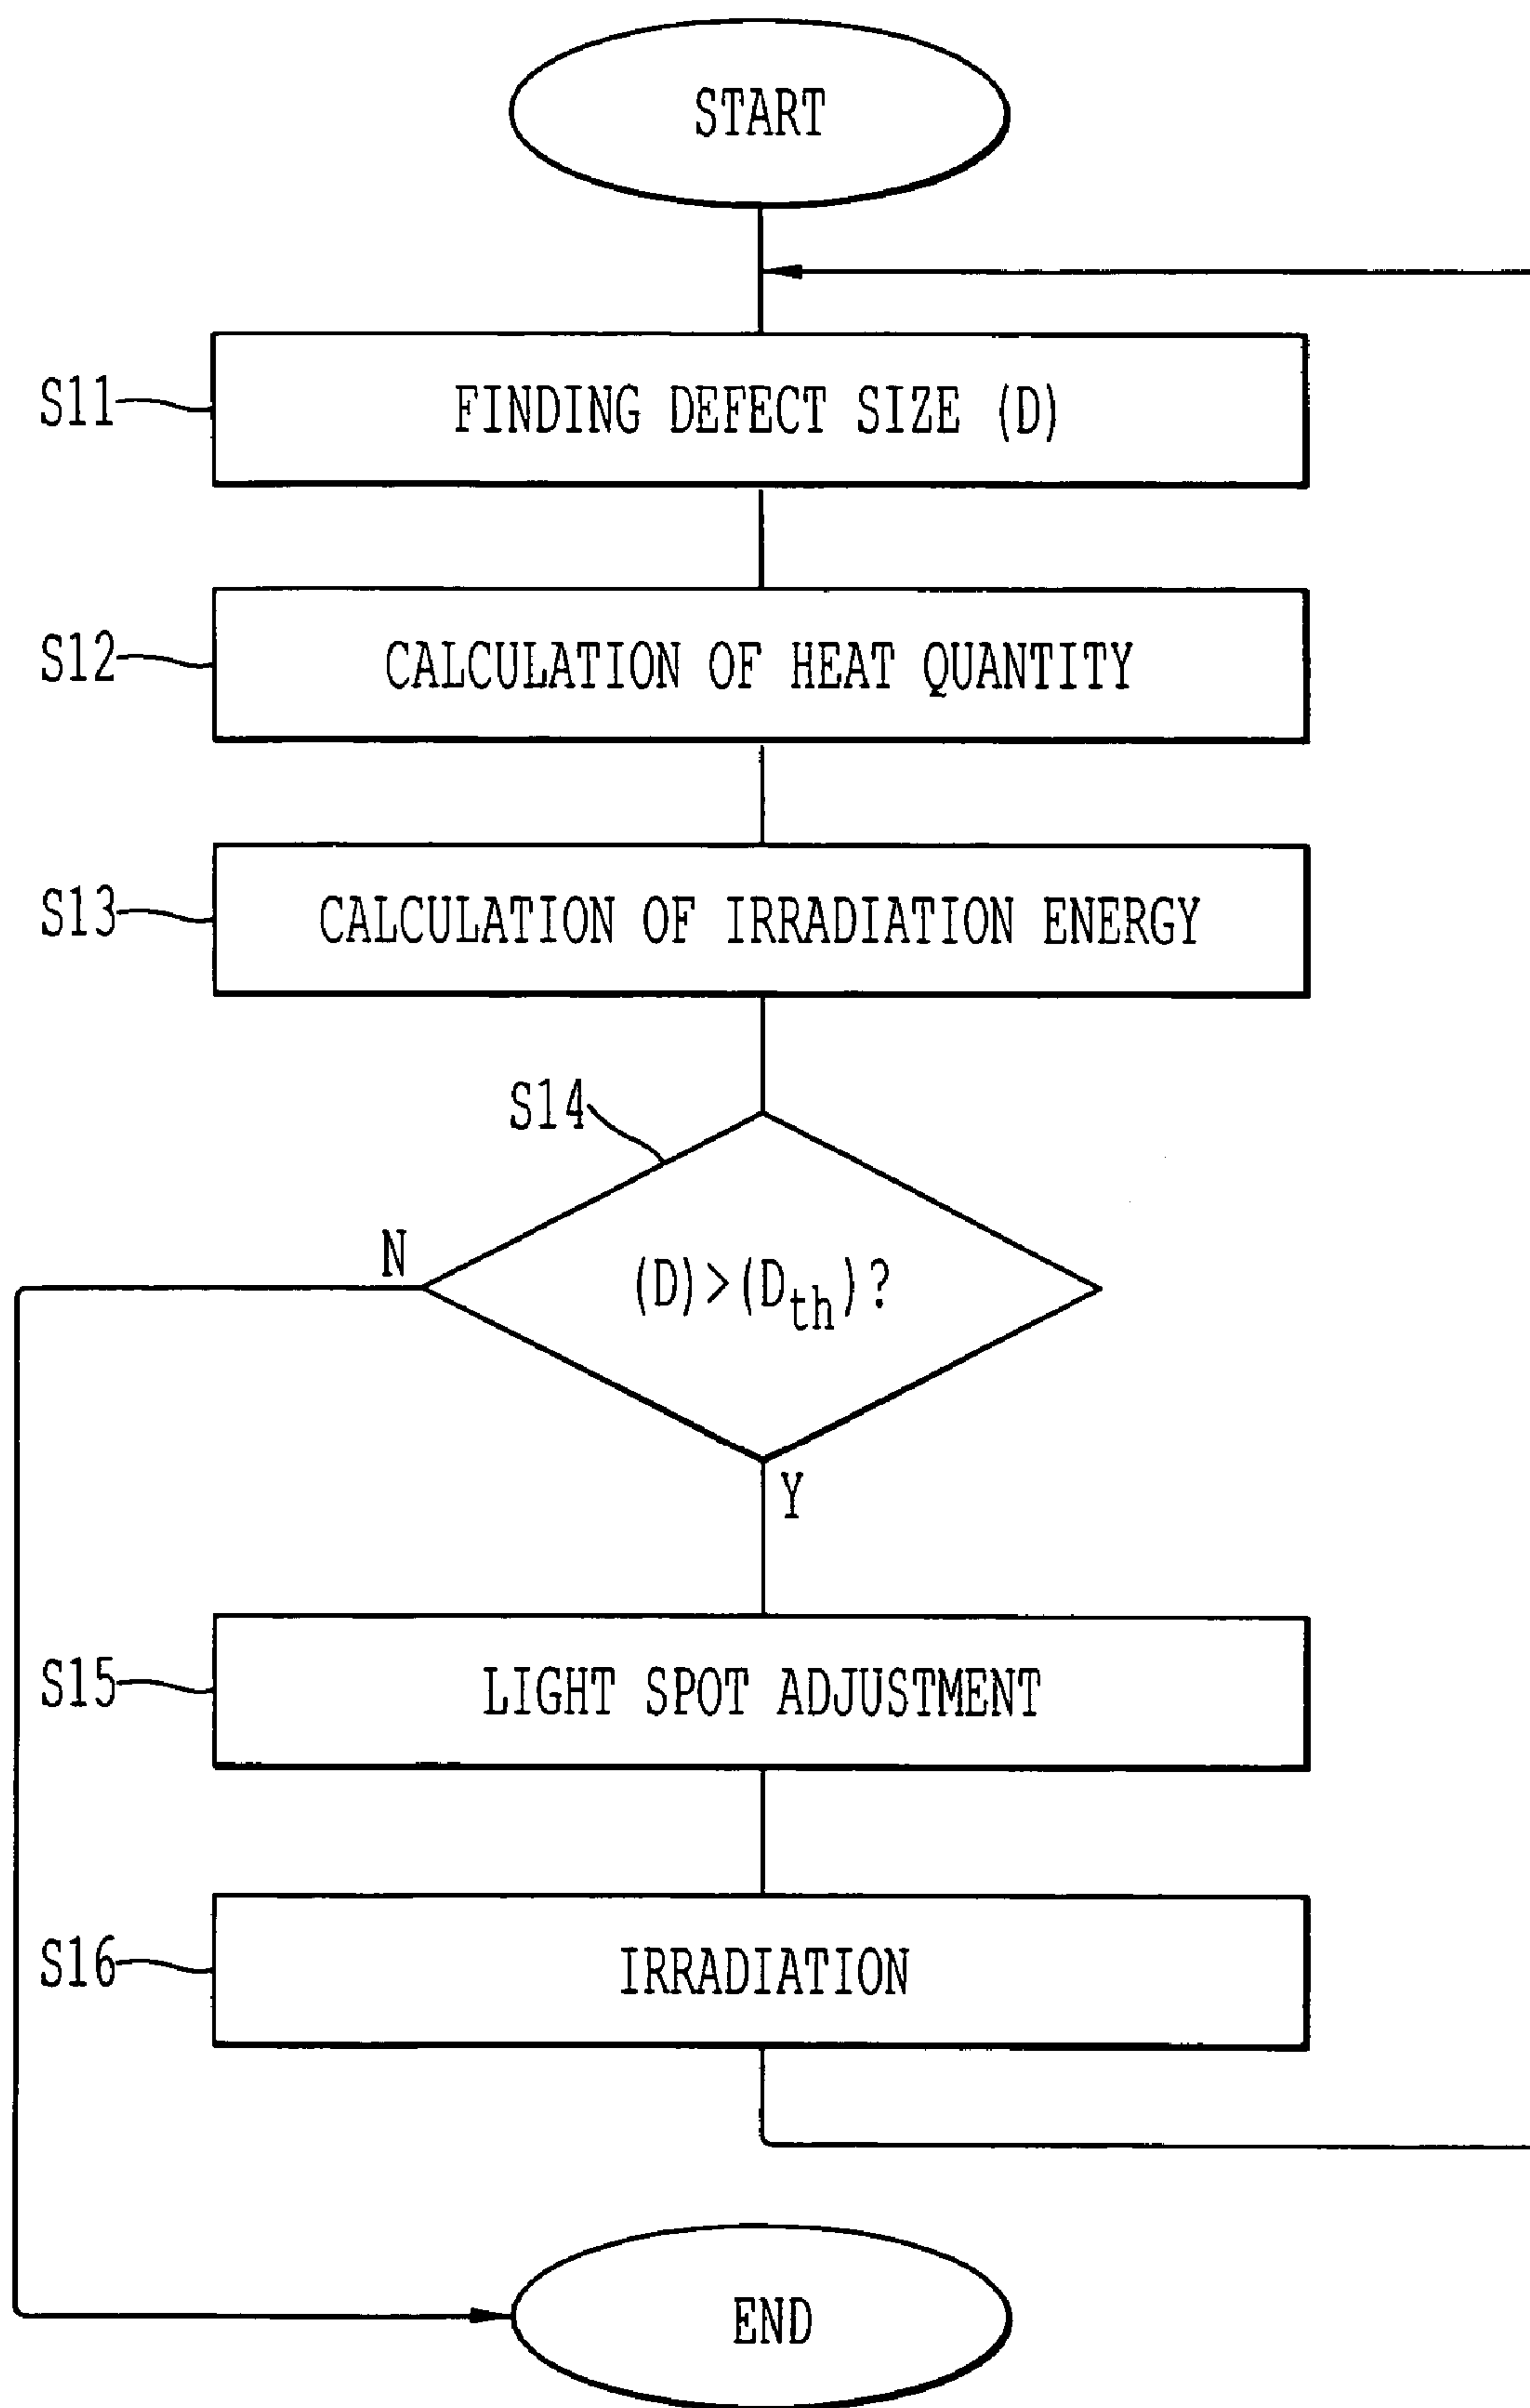 START
S11
FINDING DEFECT SIZE (D)
S12
CALCULATION OF HEAT QUANTITY
S13
CALCULATION OF IRRADIATION ENERGY
S14
N
(D)>(Dth)?
Y
S15
LIGHT SPOT ADJUSTMENT
S16
IRRADIATION
END